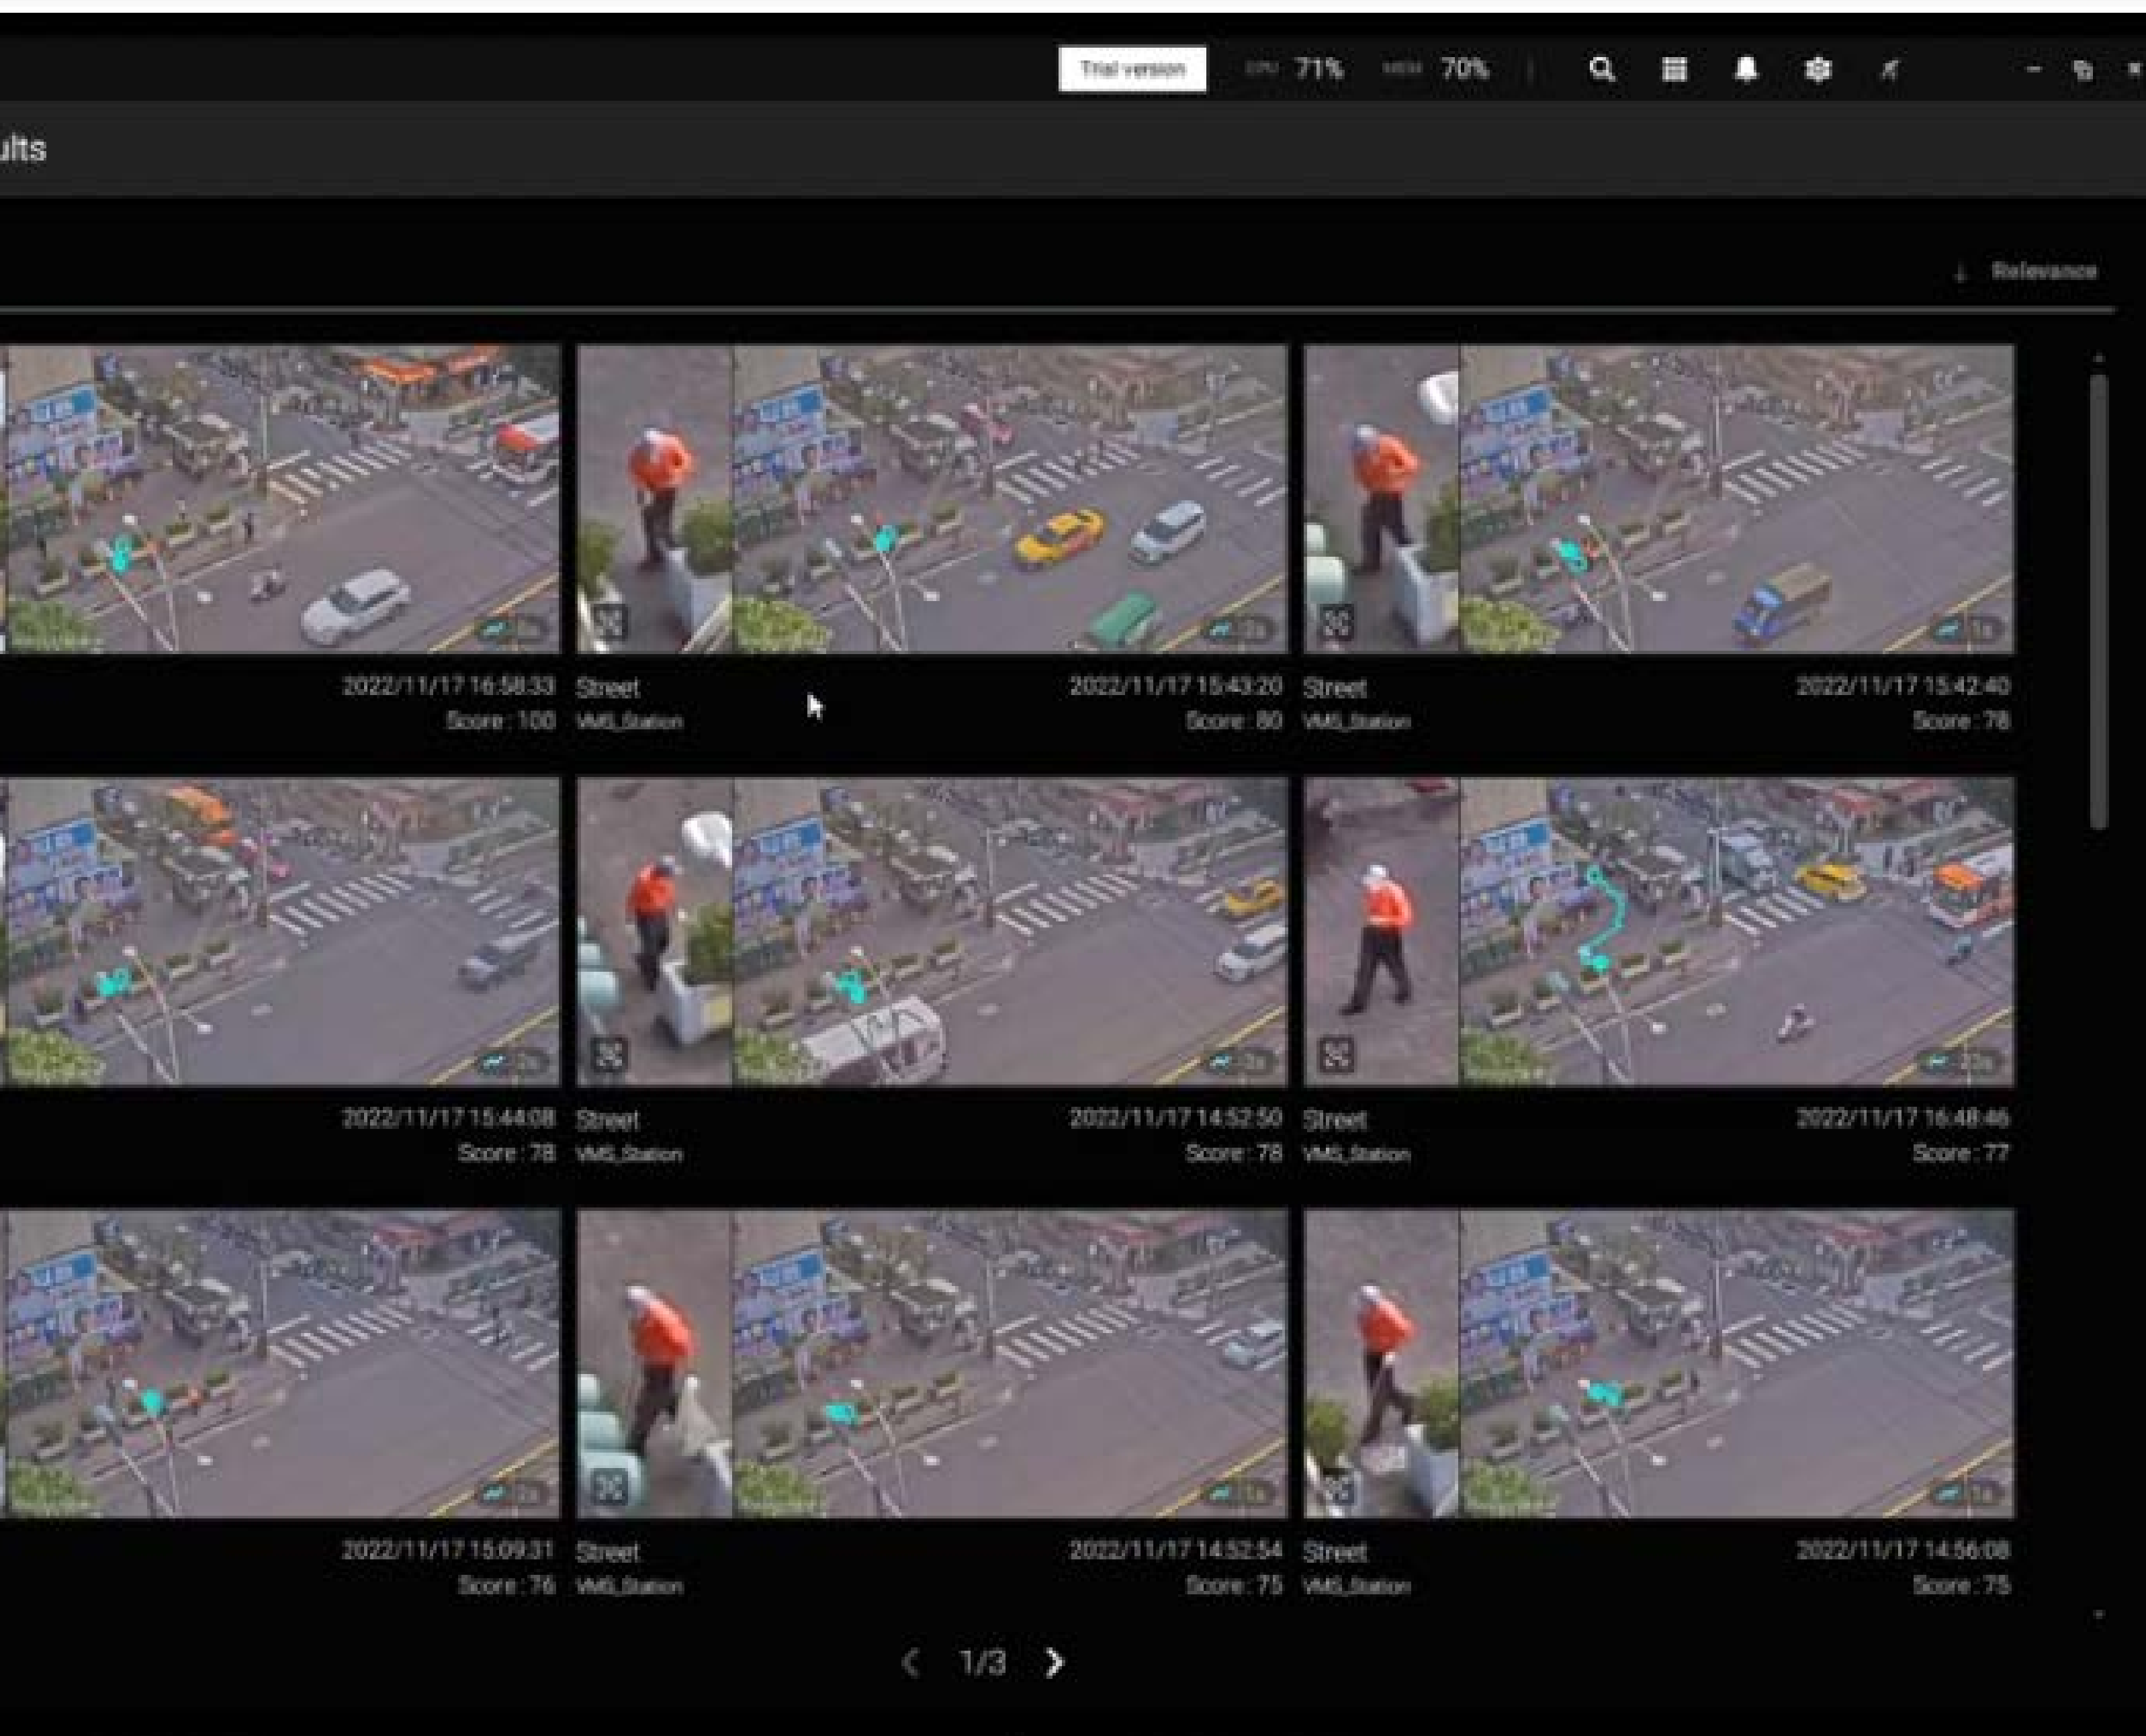 Trial version CPU 71% MEM 70%
ults
Relevance
2022/11/17 16:58:33
Score : 100
Street 2022/11/17 15:43:20
VMS_Station Score : 80
Street 2022/11/17 15:42:40
VMS_Station Score : 78
2022/11/17 15:44:08
Score : 78
Street 2022/11/17 14:52:50
VMS_Station Score : 78
Street 2022/11/17 16:48:46
VMS_Station Score : 77
2022/11/17 15:09:31
Score : 76
Street 2022/11/17 14:52:54
VMS_Station Score : 75
Street 2022/11/17 14:56:08
VMS_Station Score : 75
1/3